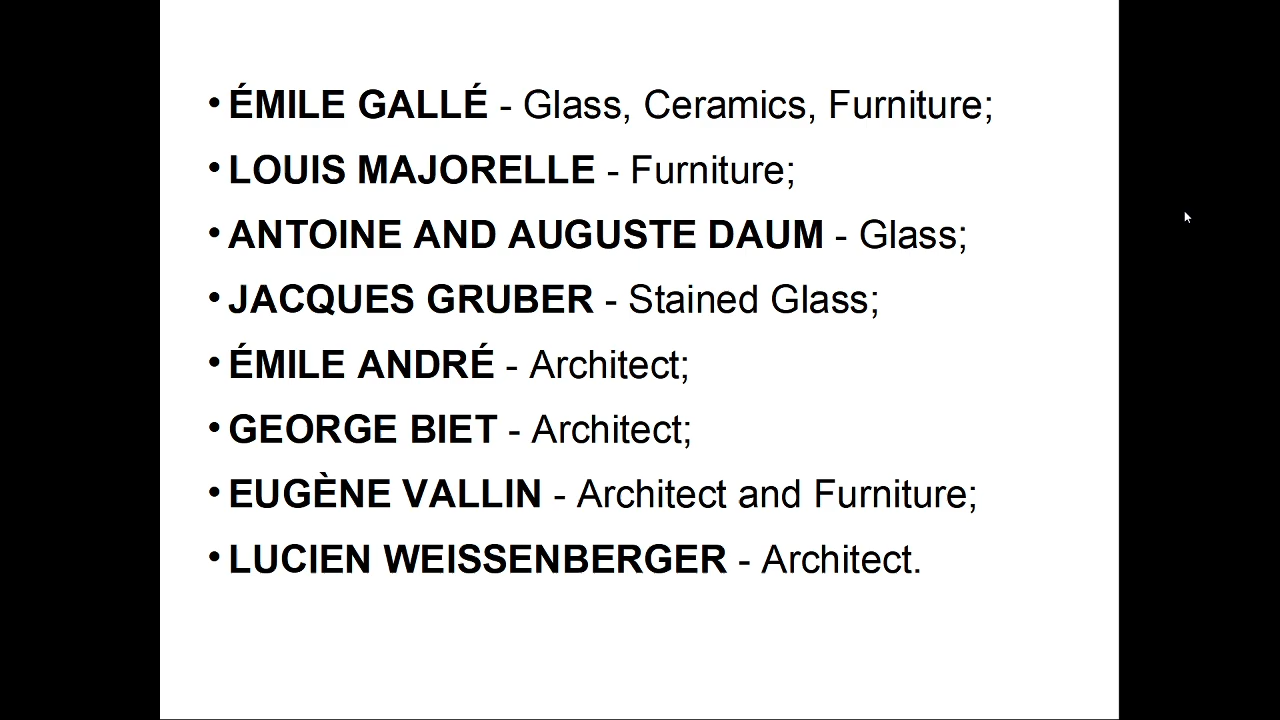 • ÉMILE GALLÉ - Glass, Ceramics, Furniture;
• LOUIS MAJORELLE - Furniture;
• ANTOINE AND AUGUSTE DAUM - Glass;
• JACQUES GRUBER - Stained Glass;
• ÉMILE ANDRÉ - Architect;
• GEORGE BIET - Architect;
• EUGÈNE VALLIN - Architect and Furniture;
• LUCIEN WEISSENBERGER - Architect.